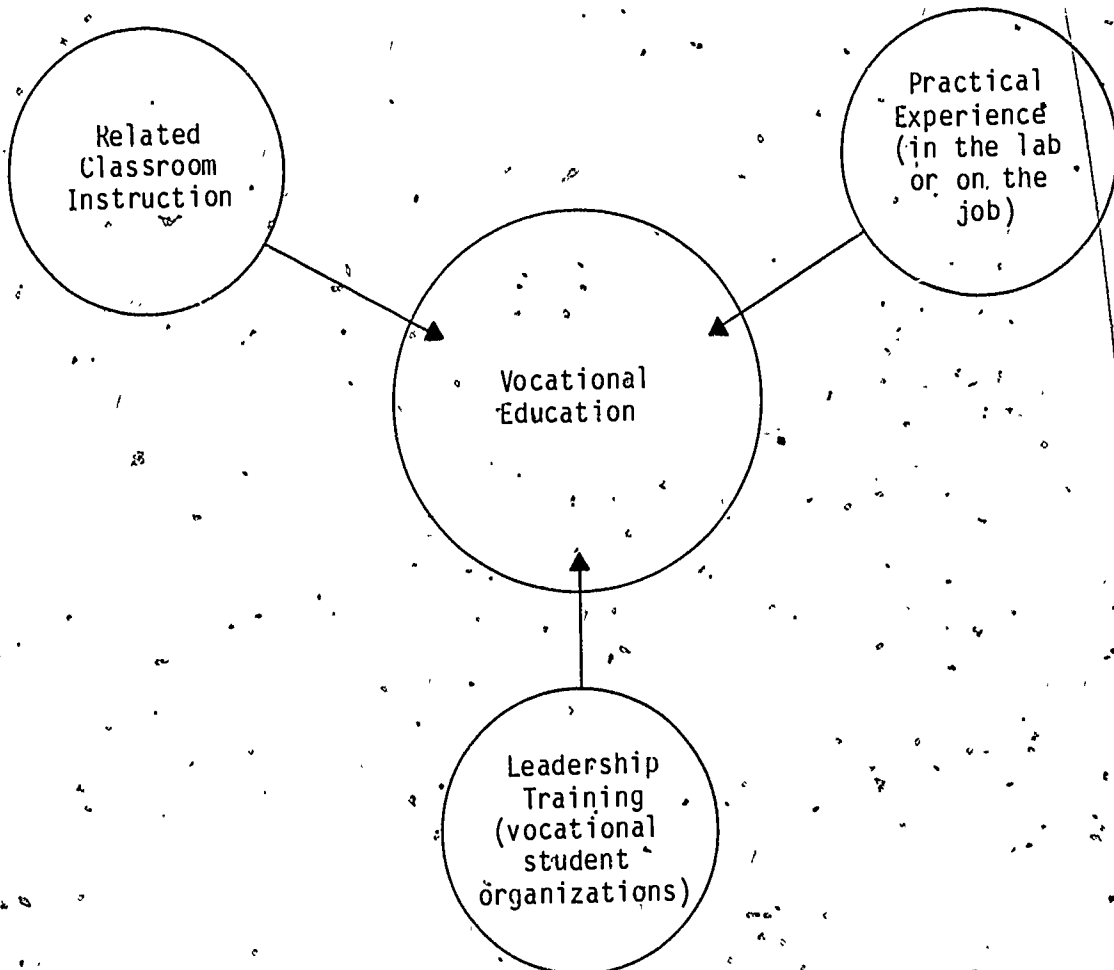 Related
Classroom
Instruction
Practical
Experience
(in the lab
or on the
job)
Vocational
Education
Leadership
Training
(vocational
student
organizations)